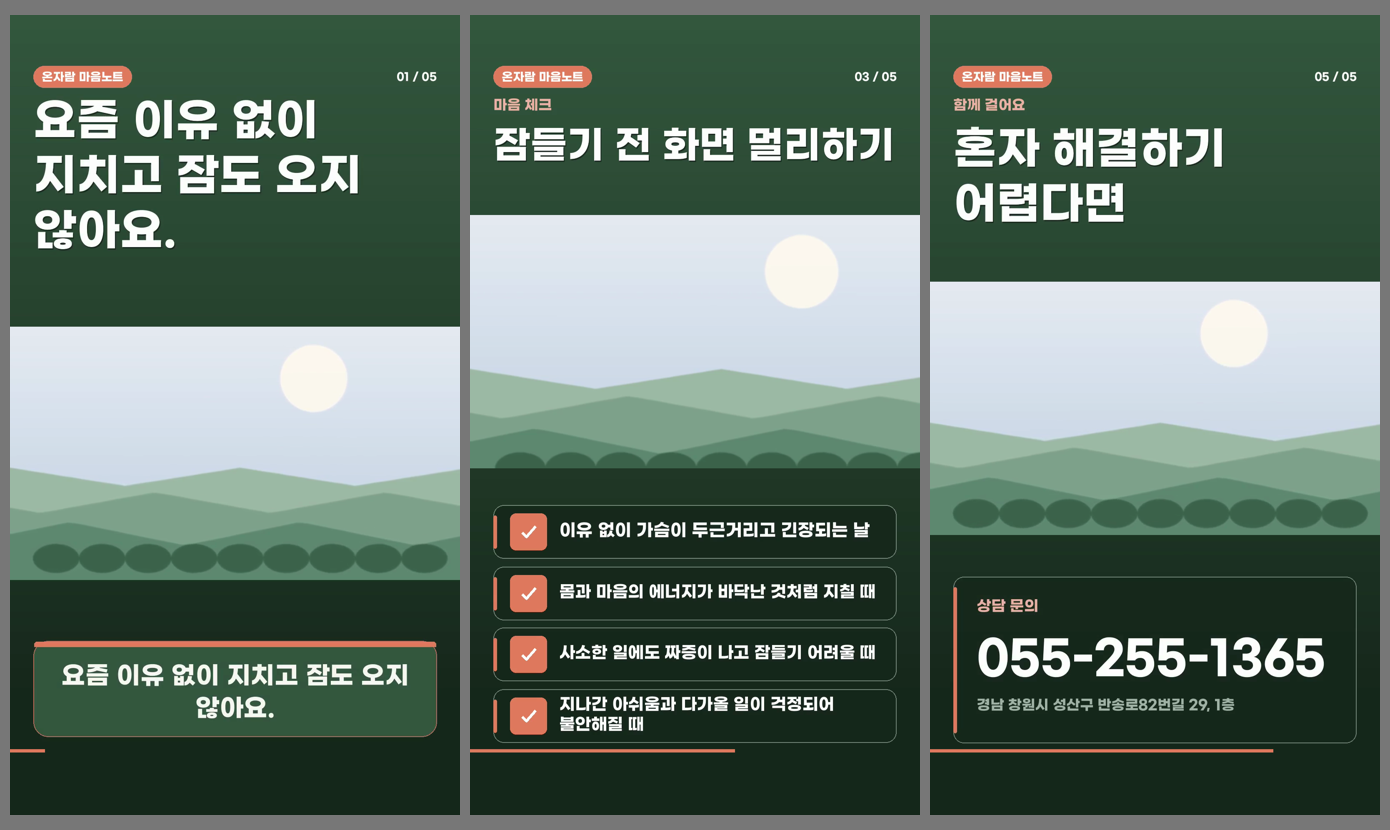 온자람 마음노트
01 / 05
요즘 이유 없이
지치고 잠도 오지
않아요.
요즘 이유 없이 지치고 잠도 오지
않아요.
온자람 마음노트
03 / 05
마음 체크
잠들기 전 화면 멀리하기
이유 없이 가슴이 두근거리고 긴장되는 날
몸과 마음의 에너지가 바닥난 것처럼 지칠 때
사소한 일에도 짜증이 나고 잠들기 어려울 때
지나간 아쉬움과 다가올 일이 걱정되어
불안해질 때
온자람 마음노트
05 / 05
함께 걸어요
혼자 해결하기
어렵다면
상담 문의
055-255-1365
경남 창원시 성산구 반송로82번길 29, 1층